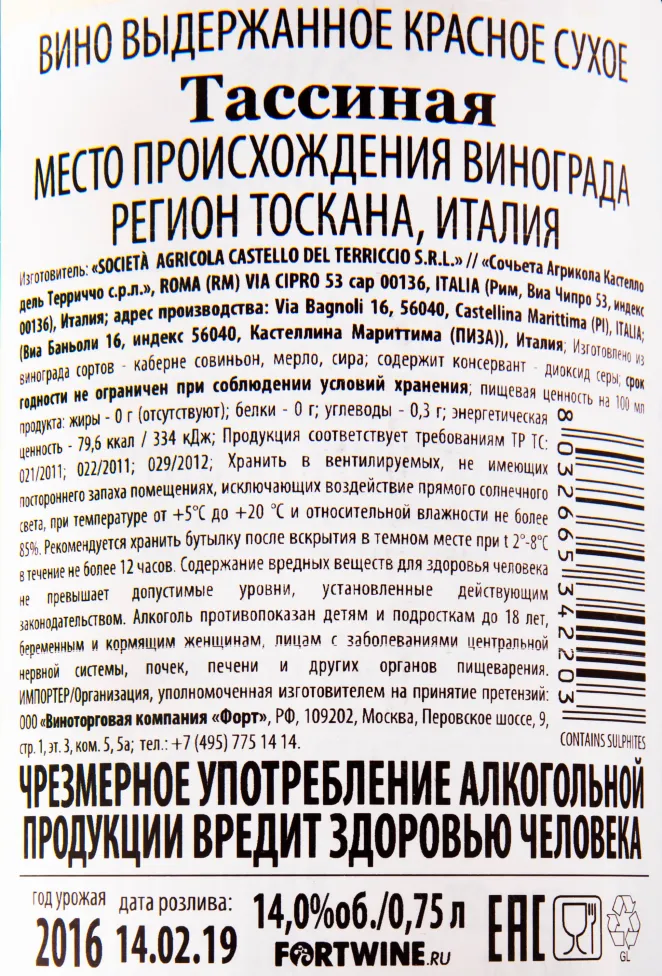 ВИНО ВЫДЕРЖАННОЕ КРАСНОЕ СУХОЕ
Тассиная
МЕСТО ПРОИСХОЖДЕНИЯ ВИНОГРАДА
РЕГИОН ТОСКАНА, ИТАЛИЯ
Изготовитель: «SOCIETÀ AGRICOLA CASTELLO DEL TERRICCIO S.R.L.» // «Сочьета Агрикола Кастелло
дель Терриччо с.р.л.», ROMA (RM) VIA CIPRO 53 cap 00136, ITALIA (Рим, Виа Чипро 53, индекс
00136), Италия; адрес производства: Via Bagnoli 16, 56040, Castellina Marittima (PI), ITALIA;
(Виа Баньоли 16, индекс 56040, Кастеллина Мариттима (ПИЗА)), Италия; Изготовлено из
винограда сортов - каберне совиньон, мерло, сира; содержит консервант - диоксид серы; срок
годности не ограничен при соблюдении условий хранения; пищевая ценность на 100 мл
продукта: жиры - 0 г (отсутствуют); белки - 0 г; углеводы - 0,3 г; энергетическая
ценность - 79,6 ккал / 334 кДж; Продукция соответствует требованиям ТР ТС:
021/2011; 022/2011; 029/2012; Хранить в вентилируемых, не имеющих
постороннего запаха помещениях, исключающих воздействие прямого солнечного
света, при температуре от +5°С до +20 °С и относительной влажности не более
85%. Рекомендуется хранить бутылку после вскрытия в темном месте при t 2°-8°С
в течение не более 12 часов. Содержание вредных веществ для здоровья человека
не превышает допустимые уровни, установленные действующим
законодательством. Алкоголь противопоказан детям и подросткам до 18 лет,
беременным и кормящим женщинам, лицам с заболеваниями центральной
нервной системы, почек, печени и других органов пищеварения.
ИМПОРТЕР/Организация, уполномоченная изготовителем на принятие претензий:
ООО «Виноторговая компания «Форт», РФ, 109202, Москва, Перовское шоссе, 9,
стр. 1, эт. 3, ком. 5, 5а; тел.: +7 (495) 775 14 14.
8 032665 342203
CONTAINS SULPHITES
ЧРЕЗМЕРНОЕ УПОТРЕБЛЕНИЕ АЛКОГОЛЬНОЙ
ПРОДУКЦИИ ВРЕДИТ ЗДОРОВЬЮ ЧЕЛОВЕКА
год урожая
2016
дата розлива:
14.02.19
14,0%об./0,75 л
FORTWINE.RU
EAC
GL